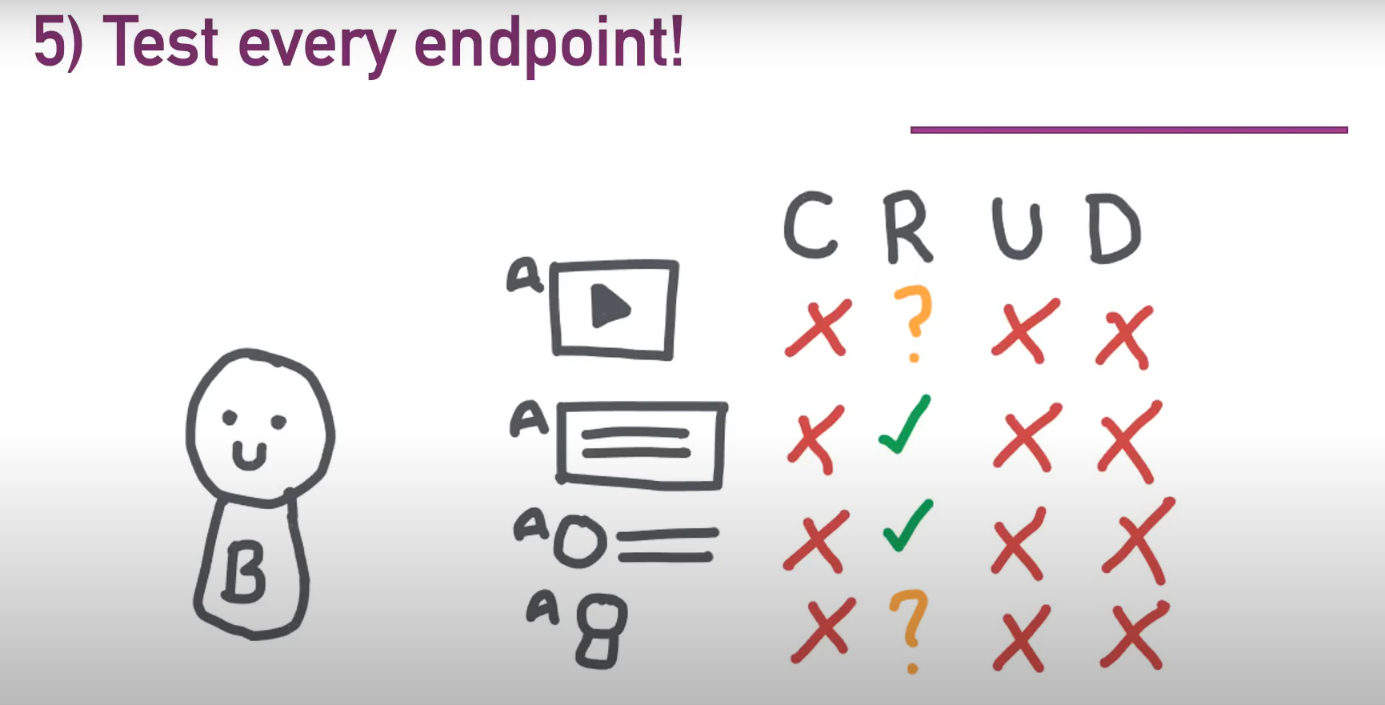 5) Test every endpoint!
C R U D
A
X ? X X
A
X ✓ X X
A
X ✓ X X
A
X ? X X
B